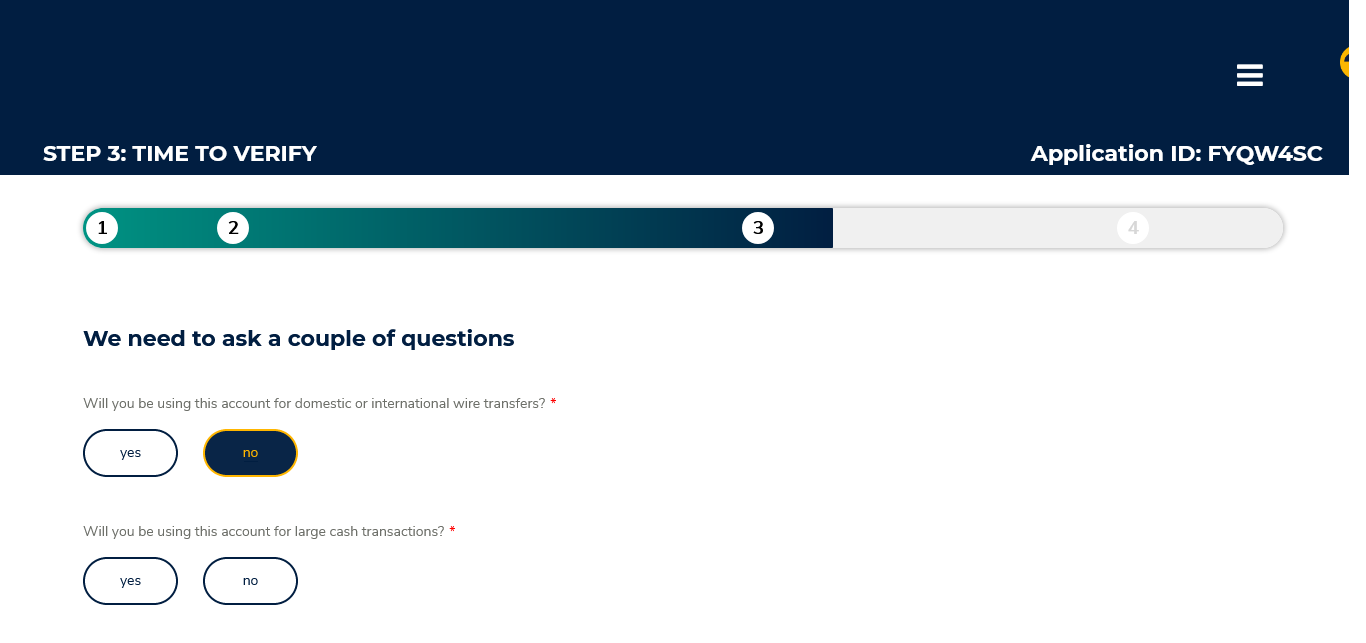 STEP 3: TIME TO VERIFY
Application ID: FYQW4SC
1 2 3 4
We need to ask a couple of questions
Will you be using this account for domestic or international wire transfers? *
yes no
Will you be using this account for large cash transactions? *
yes no